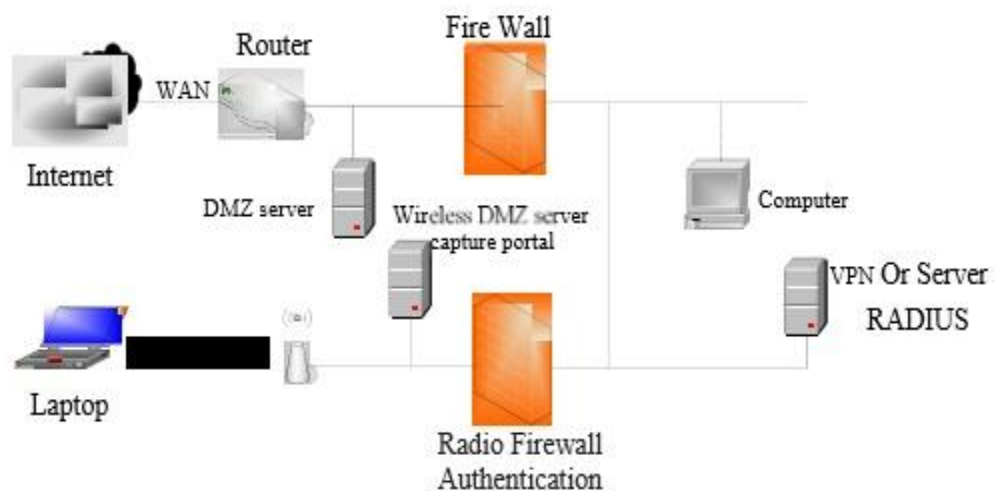 Fire Wall
Router
WAN
Internet
DMZ server
Wireless DMZ server
capture portal
Computer
VPN Or Server
RADIUS
Laptop
Radio Firewall
Authentication